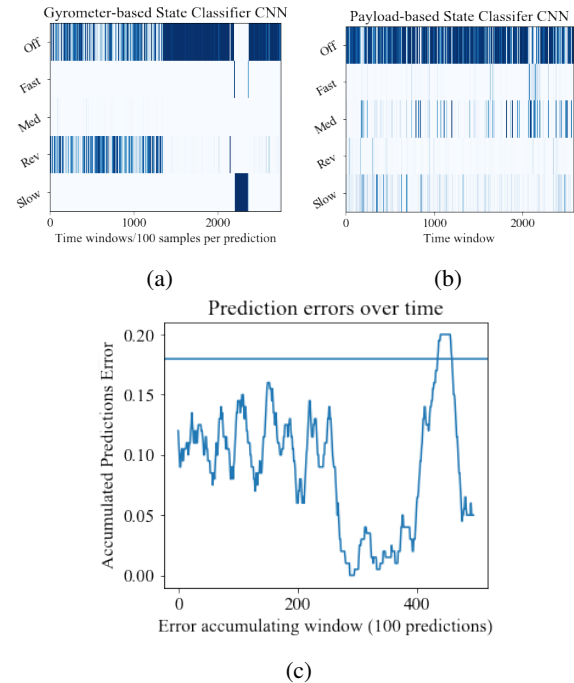 Gyrometer-based State Classifier CNN
Off
Fast
Med
Rev
Slow
0
1000
2000
Time windows/100 samples per prediction
(a)
Payload-based State Classifer CNN
Off
Fast
Med
Rev
Slow
0
1000
2000
Time window
(b)
Prediction errors over time
0.20
0.15
0.10
0.05
0.00
Accumulated Predictions Error
0
200
400
Error accumulating window (100 predictions)
(c)